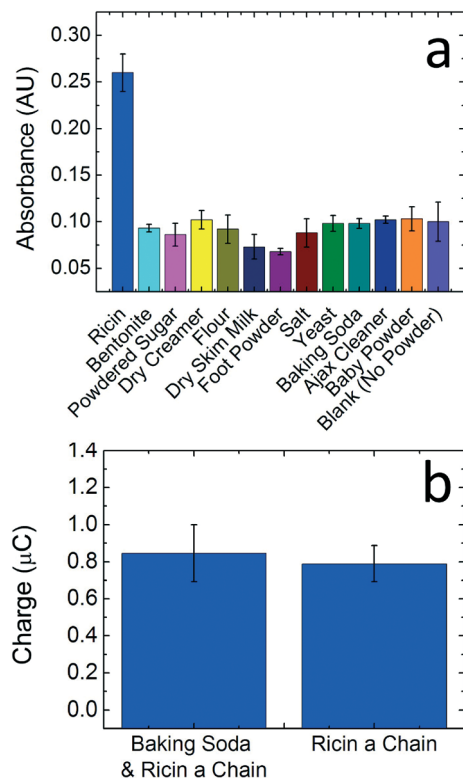 a
0.30
0.25
0.20
0.15
0.10
0.05
Absorbance (AU)
Ricin
Bentonite
Powdered Sugar
Dry Creamer
Flour
Dry Skim Milk
Foot Powder
Salt
Yeast
Baking Soda
Ajax Cleaner
Baby Powder
Blank (No Powder)
b
1.4
1.2
1.0
0.8
0.6
0.4
0.2
0.0
Charge (μC)
Baking Soda
& Ricin a Chain
Ricin a Chain